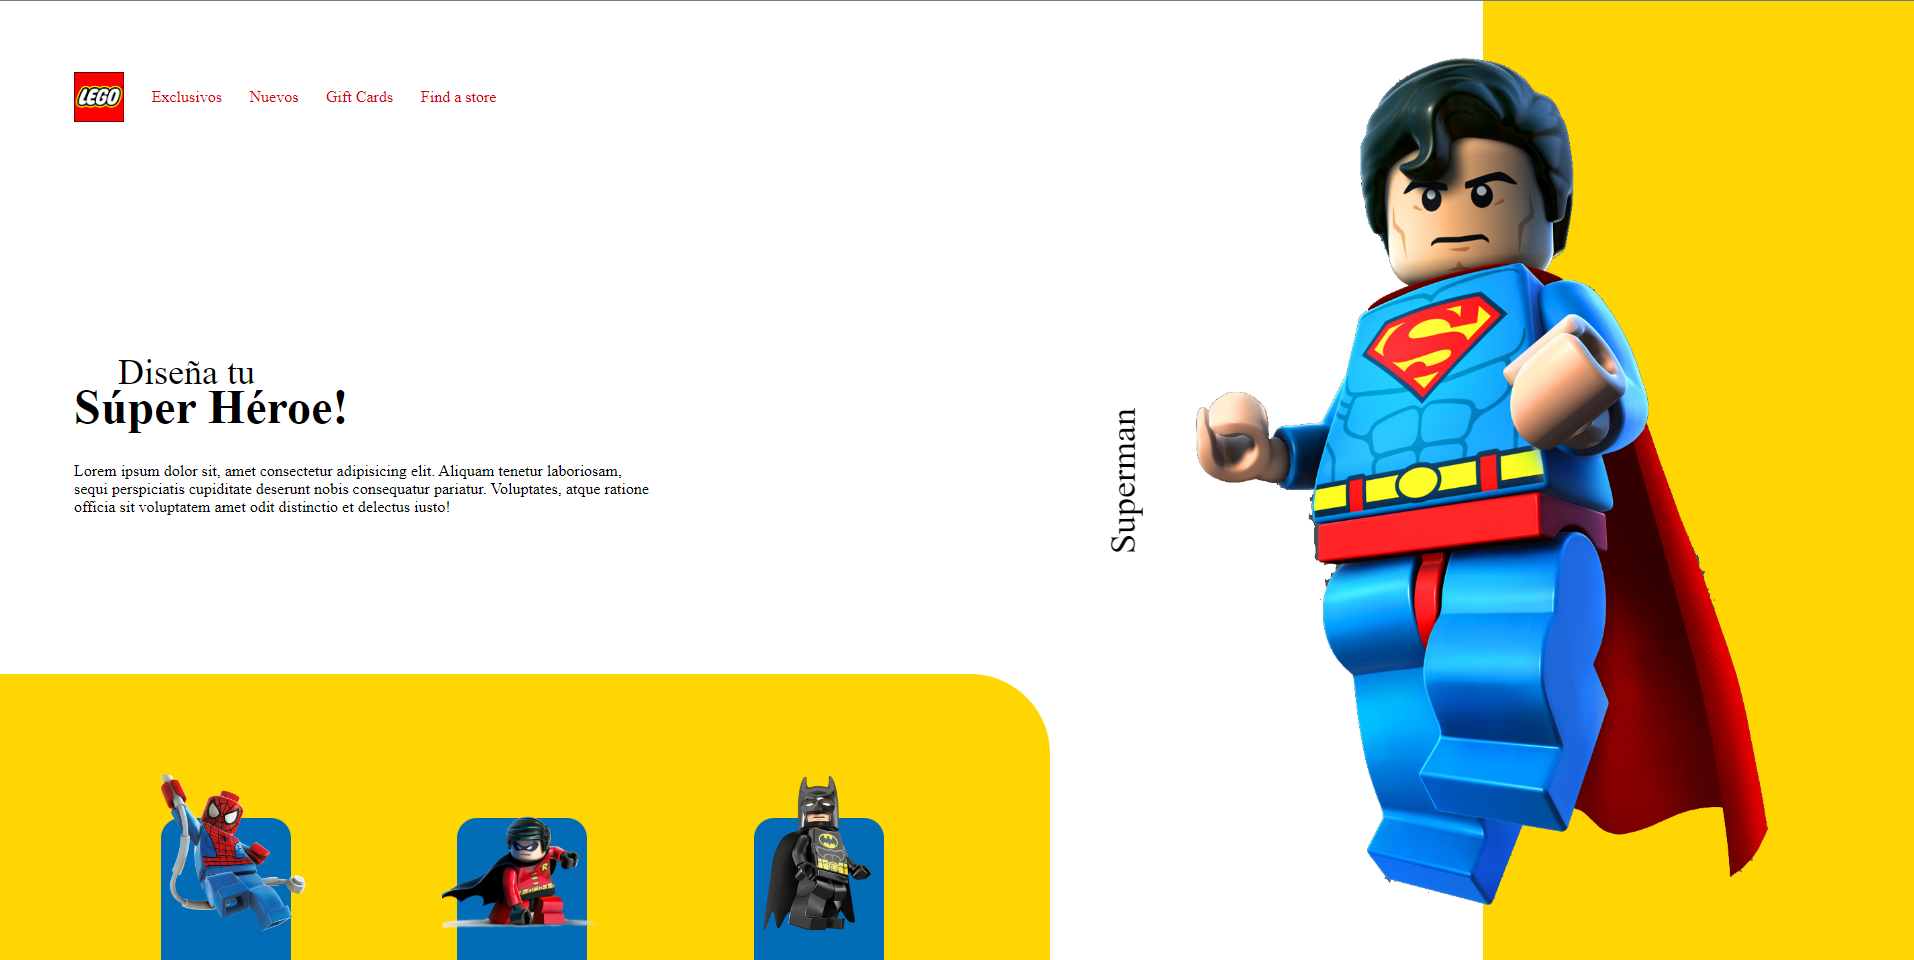 LEGO
Exclusivos
Nuevos
Gift Cards
Find a store
Diseña tu
Súper Héroe!
Lorem ipsum dolor sit, amet consectetur adipisicing elit. Aliquam tenetur laboriosam,
sequi perspiciatis cupiditate deserunt nobis consequatur pariatur. Voluptates, atque ratione
officia sit voluptatem amet odit distinctio et delectus iusto!
Superman
S